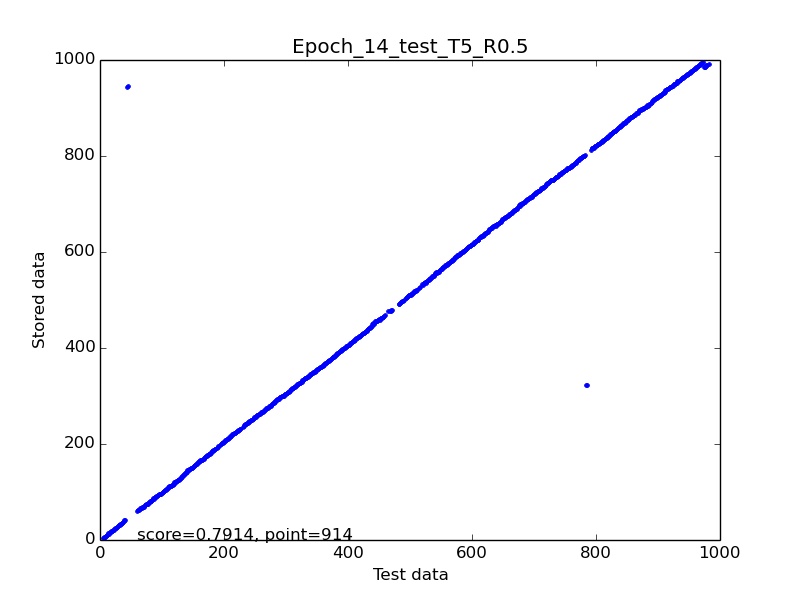 Epoch_14_test_T5_R0.5
1000
800
600
400
200
0
Stored data
score=0.7914, point=914
0 200 400 600 800 1000
Test data